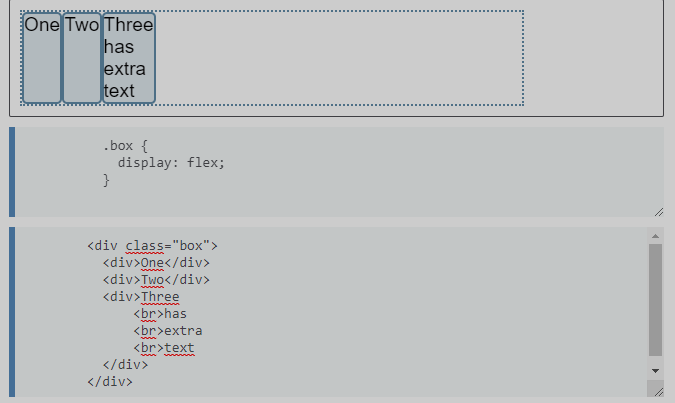 One Two Three
has
extra
text
.box {
  display: flex;
}
<div class="box">
  <div>One</div>
  <div>Two</div>
  <div>Three
      <br>has
      <br>extra
      <br>text
  </div>
</div>